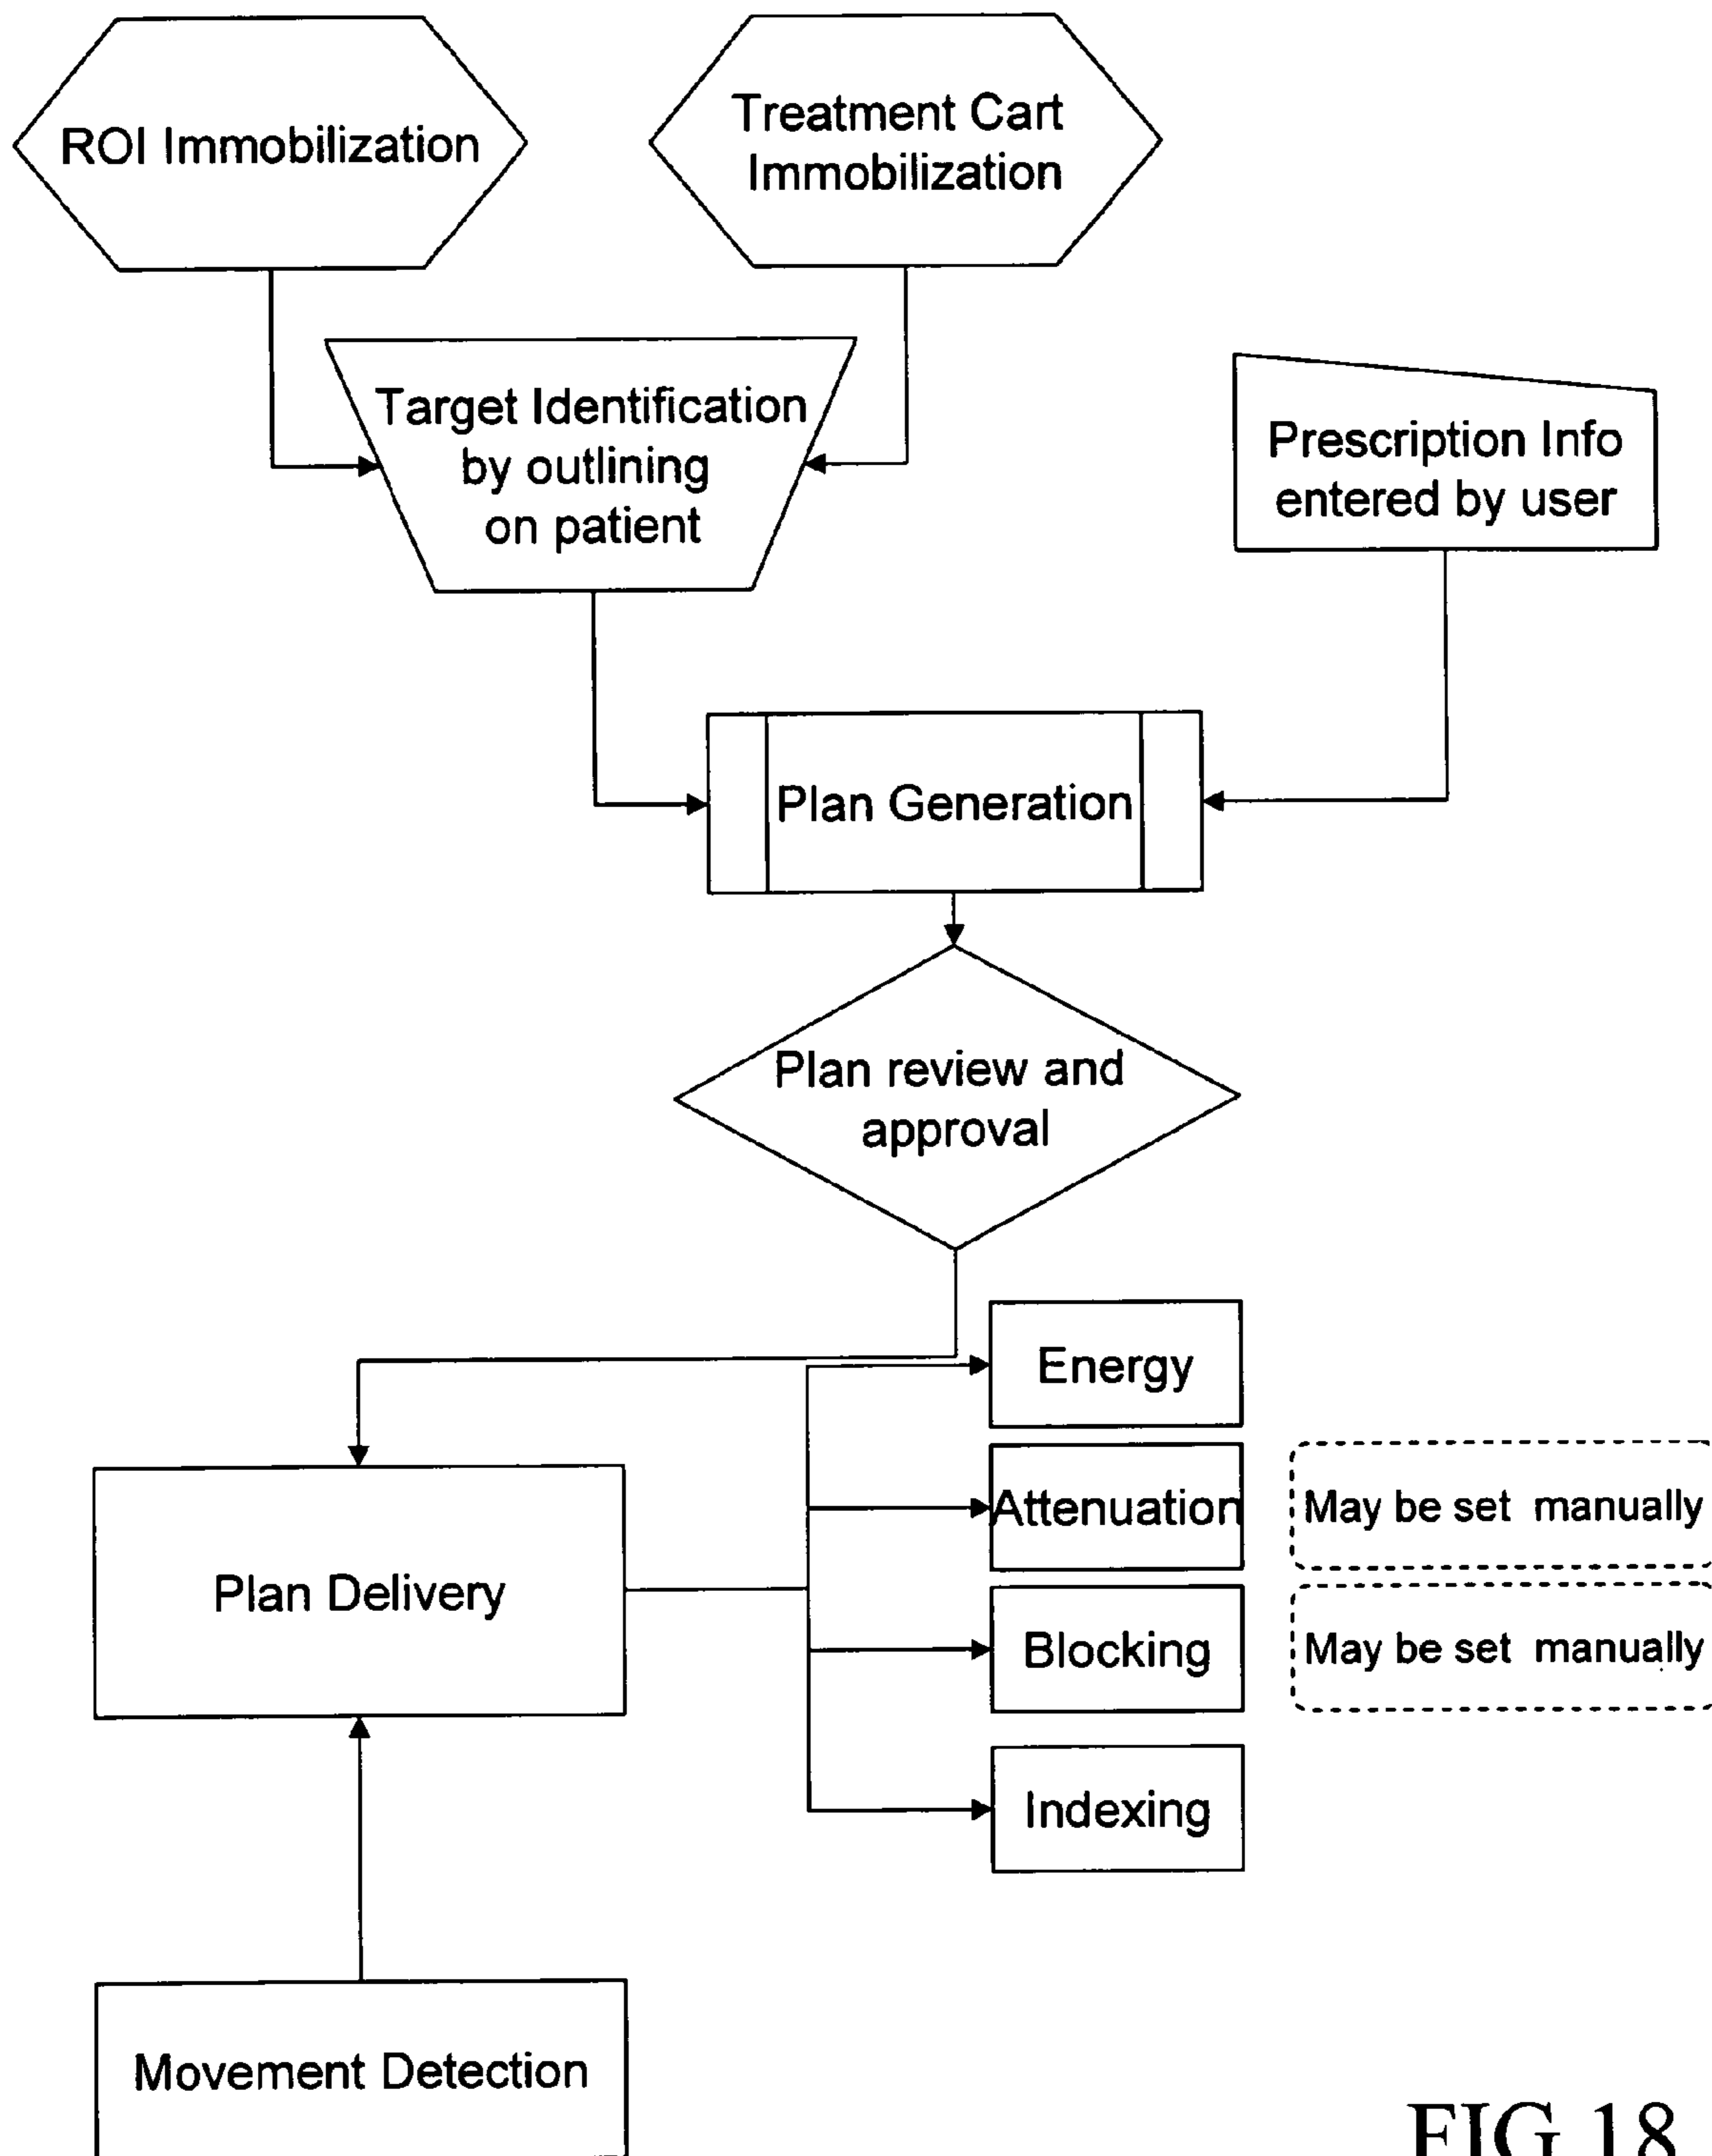 ROI Immobilization
Treatment Cart
Immobilization
Target Identification
by outlining
on patient
Prescription Info
entered by user
Plan Generation
Plan review and
approval
Energy
Attenuation
May be set manually
Plan Delivery
Blocking
May be set manually
Indexing
Movement Detection
FIG 18